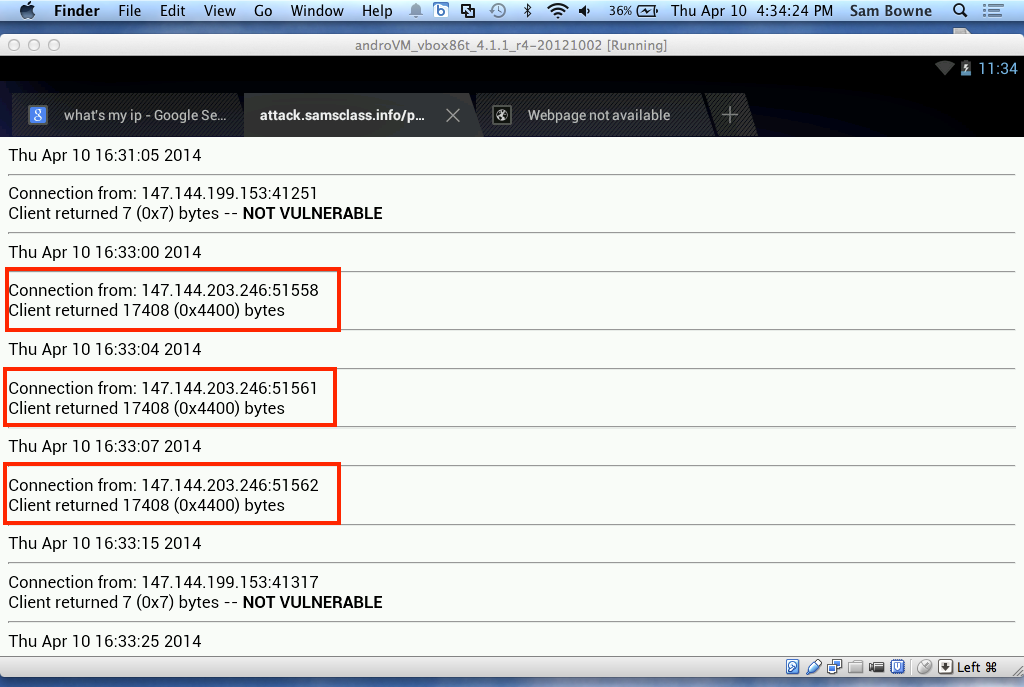 Finder File Edit View Go Window Help 36% Thu Apr 10 4:34:24 PM Sam Bowne
androVM_vbox86t_4.1.1_r4-20121002 [Running]
11:34
what's my ip - Google Se... attack.samsclass.info/p... Webpage not available
Thu Apr 10 16:31:05 2014
Connection from: 147.144.199.153:41251
Client returned 7 (0x7) bytes -- NOT VULNERABLE
Thu Apr 10 16:33:00 2014
Connection from: 147.144.203.246:51558
Client returned 17408 (0x4400) bytes
Thu Apr 10 16:33:04 2014
Connection from: 147.144.203.246:51561
Client returned 17408 (0x4400) bytes
Thu Apr 10 16:33:07 2014
Connection from: 147.144.203.246:51562
Client returned 17408 (0x4400) bytes
Thu Apr 10 16:33:15 2014
Connection from: 147.144.199.153:41317
Client returned 7 (0x7) bytes -- NOT VULNERABLE
Thu Apr 10 16:33:25 2014
Left ⌘